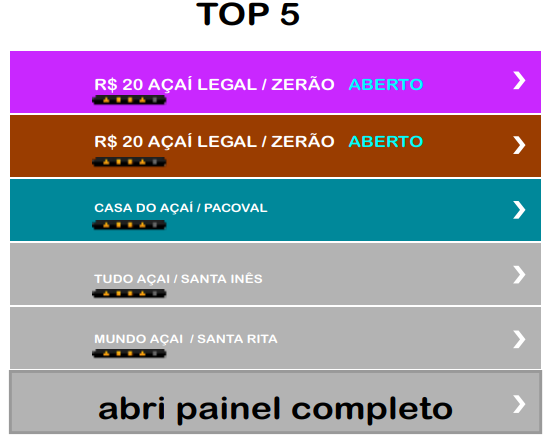 TOP 5
R$ 20 AÇAÍ LEGAL / ZERÃO ABERTO
R$ 20 AÇAÍ LEGAL / ZERÃO ABERTO
CASA DO AÇAÍ / PACOVAL
TUDO AÇAI / SANTA INÊS
MUNDO AÇAI / SANTA RITA
abri painel completo